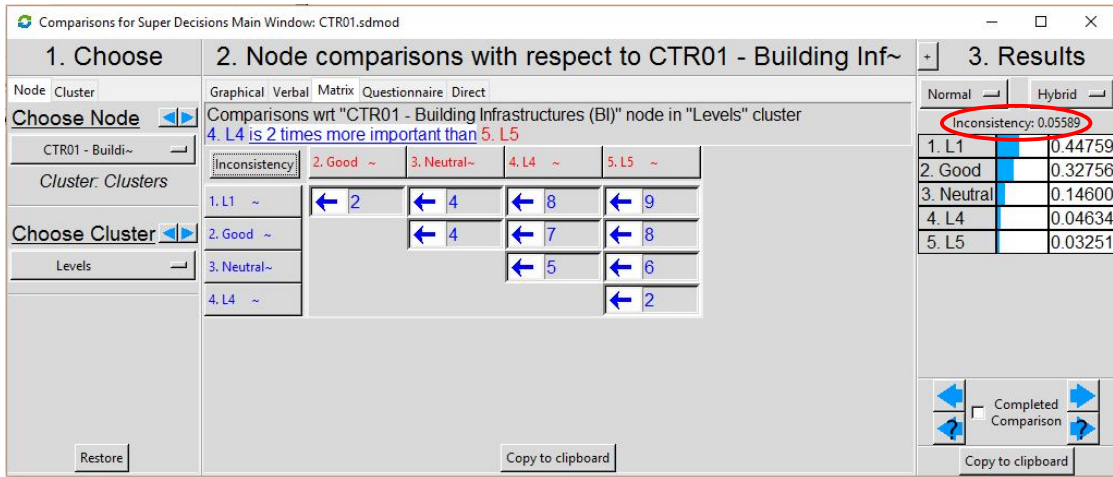 Comparisons for Super Decisions Main Window: CTR01.sdmod
1. Choose
Node Cluster
Choose Node
CTR01 - Buildi~
Cluster: Clusters
Choose Cluster
Levels
Restore
2. Node comparisons with respect to CTR01 - Building Inf~
Graphical Verbal Matrix Questionnaire Direct
Comparisons wrt "CTR01 - Building Infrastructures (BI)" node in "Levels" cluster
4. L4 is 2 times more important than 5. L5
Inconsistency 2. Good ~ 3. Neutral~ 4. L4 ~ 5. L5 ~
1. L1 ~ 2 4 8 9
2. Good ~ 4 7 8
3. Neutral~ 5 6
4. L4 ~ 2
Copy to clipboard
+ 3. Results
Normal Hybrid
Inconsistency: 0.05589
1. L1 0.44759
2. Good 0.32756
3. Neutral 0.14600
4. L4 0.04634
5. L5 0.03251
Completed
Comparison
? ?
Copy to clipboard